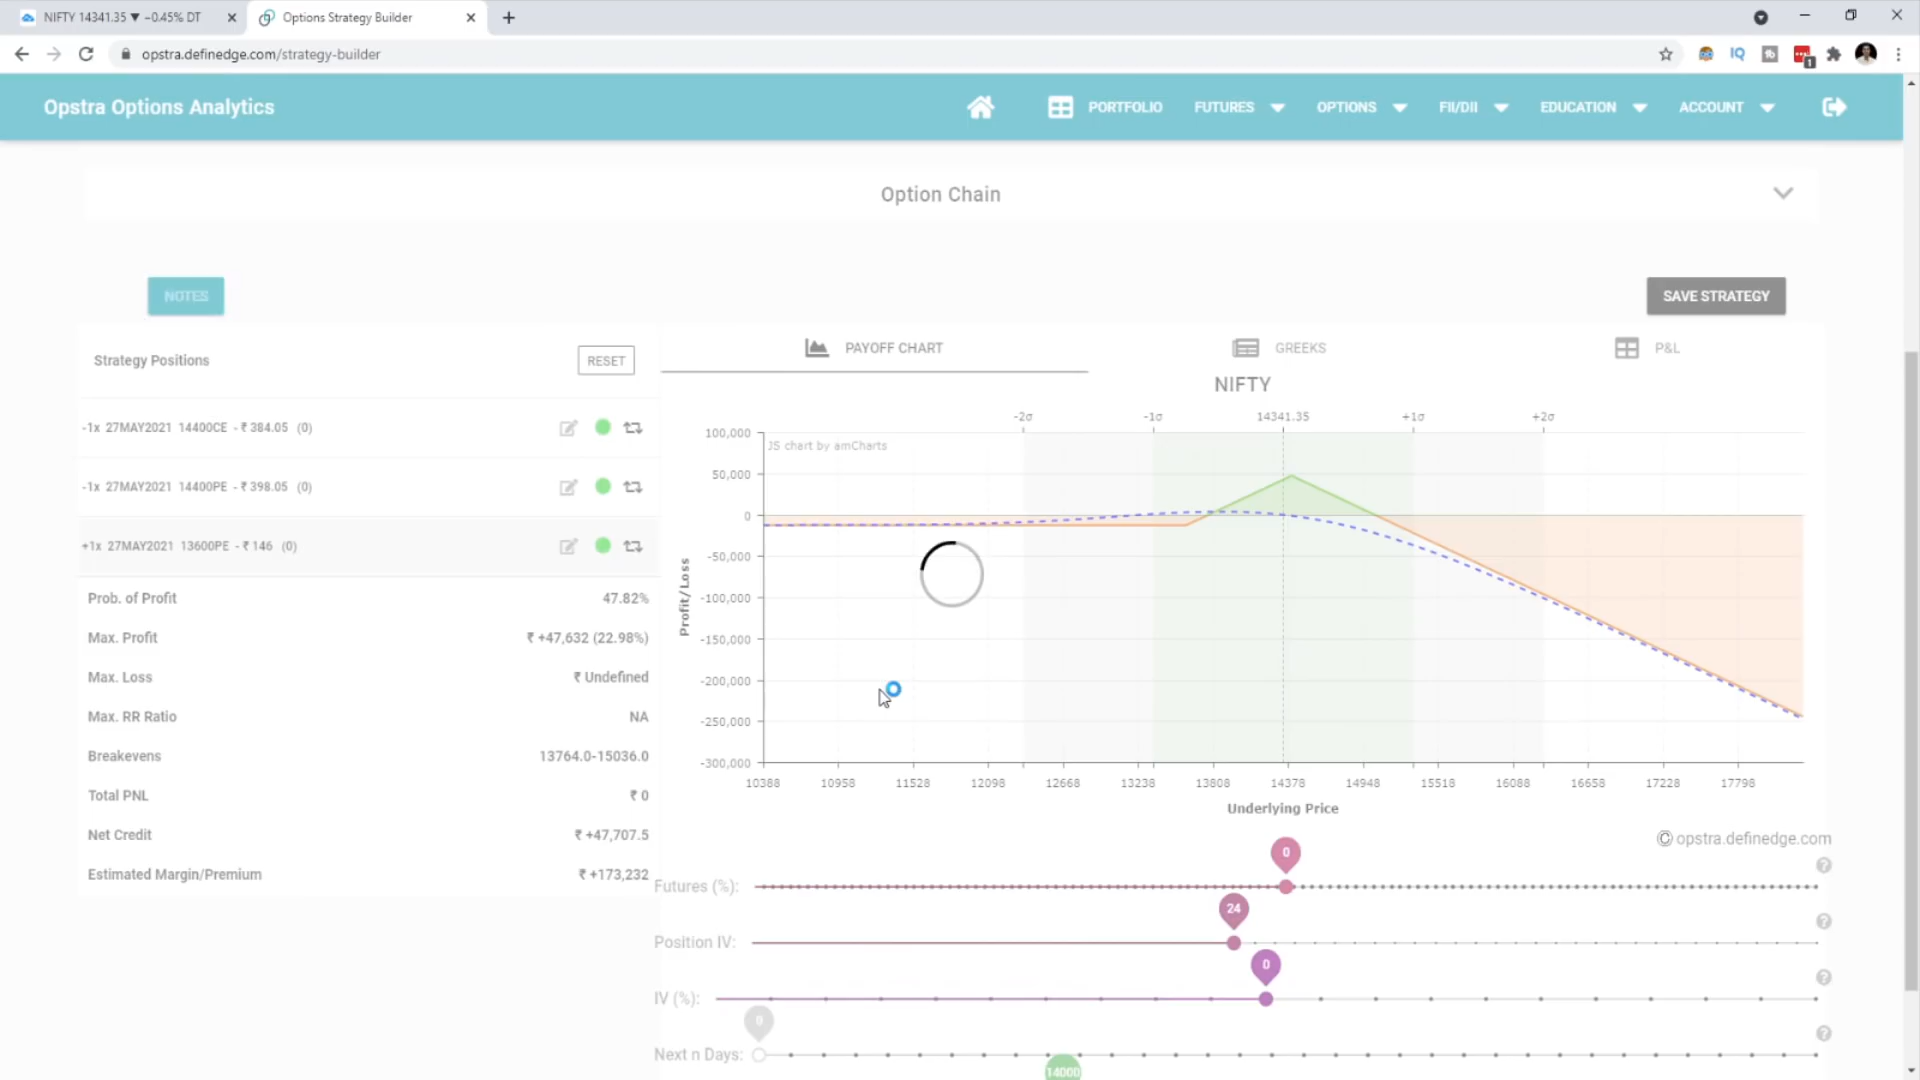 NIFTY 14341.35 ▼ −0.45% DT
Options Strategy Builder
opstra.definedge.com/strategy-builder
Opstra Options Analytics
PORTFOLIO
FUTURES
OPTIONS
FII/DII
EDUCATION
ACCOUNT
Option Chain
NOTES
SAVE STRATEGY
Strategy Positions
RESET
PAYOFF CHART
GREEKS
P&L
-1x 27MAY2021 14400CE - ₹ 384.05 (0)
-1x 27MAY2021 14400PE - ₹ 398.05 (0)
+1x 27MAY2021 13600PE - ₹ 146 (0)
Prob. of Profit 47.82%
Max. Profit ₹ +47,632 (22.98%)
Max. Loss ₹ Undefined
Max. RR Ratio NA
Breakevens 13764.0-15036.0
Total PNL ₹ 0
Net Credit ₹ +47,707.5
Estimated Margin/Premium ₹ +173,232
NIFTY
-2σ -1σ 14341.35 +1σ +2σ
JS chart by amCharts
100,000
50,000
0
-50,000
-100,000
-150,000
-200,000
-250,000
-300,000
Profit/Loss
10388 10958 11528 12098 12668 13238 13808 14378 14948 15518 16088 16658 17228 17798
Underlying Price
© opstra.definedge.com
0
Futures (%):
24
Position IV:
0
IV (%):
0
Next n Days:
14000